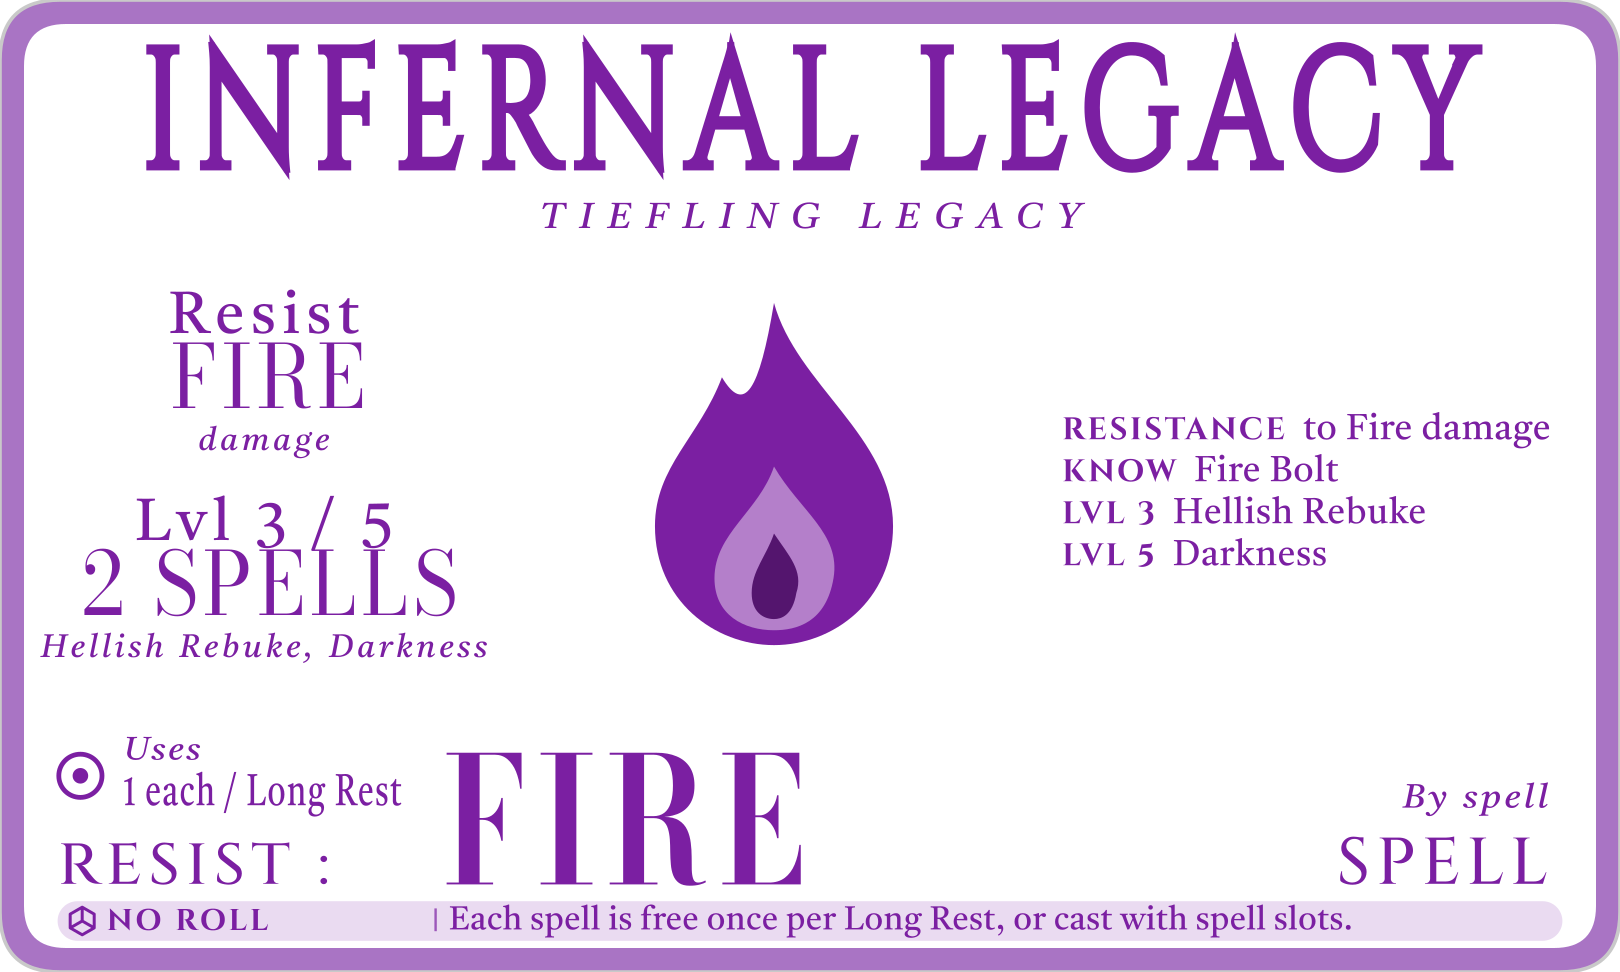 INFERNAL LEGACY
TIEFLING LEGACY
Resist
FIRE
damage
Lvl 3 / 5
2 SPELLS
Hellish Rebuke, Darkness
RESISTANCE to Fire damage
KNOW Fire Bolt
LVL 3 Hellish Rebuke
LVL 5 Darkness
Uses
1 each / Long Rest
RESIST :
FIRE
By spell
SPELL
NO ROLL
| Each spell is free once per Long Rest, or cast with spell slots.